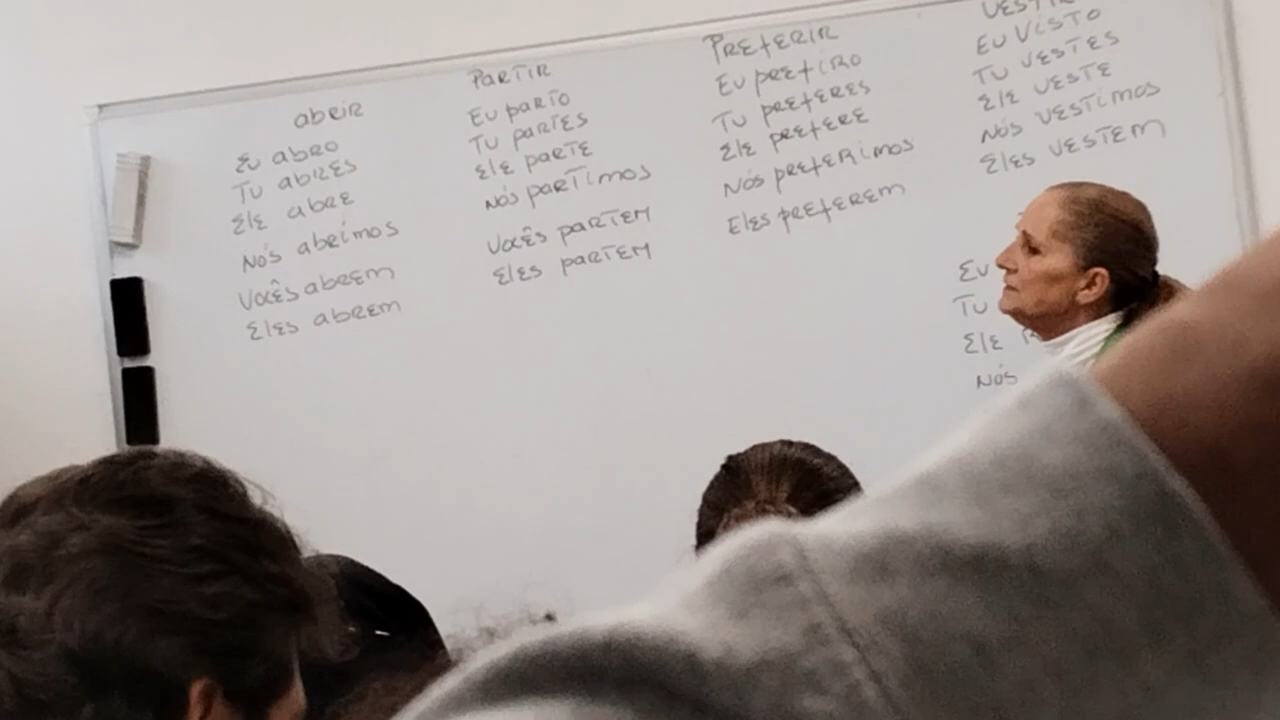 abrir
Eu abro
Tu abres
Ele abre
Nós abrimos
Vocês abrem
Eles abrem
Partir
Eu parto
Tu partes
Ele parte
Nós partimos
Vocês partem
Eles partem
Preferir
Eu prefiro
Tu preferes
Ele prefere
Nós preferimos
Eles preferem
Eu visto
Tu vestes
Ele veste
Nós vestimos
Eles vestem
Eu
Tu
Ele
Nós